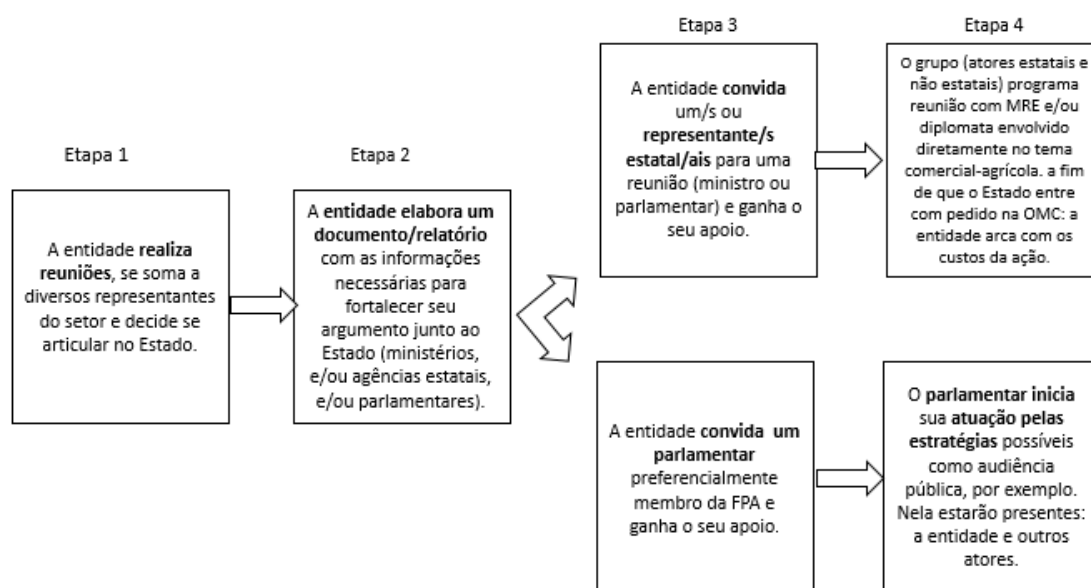 Etapa 1
A entidade realiza
reuniões, se soma a
diversos representantes
do setor e decide se
articular no Estado.
Etapa 2
A entidade elabora um
documento/relatório
com as informações
necessárias para
fortalecer seu
argumento junto ao
Estado (ministérios,
e/ou agências estatais,
e/ou parlamentares).
Etapa 3
A entidade convida
um/s ou
representante/s
estatal/ais para uma
reunião (ministro ou
parlamentar) e ganha o
seu apoio.
Etapa 4
O grupo (atores estatais e
não estatais) programa
reunião com MRE e/ou
diplomata envolvido
diretamente no tema
comercial-agrícola. a fim
de que o Estado entre
com pedido na OMC: a
entidade arca com os
custos da ação.
A entidade convida um
parlamentar
preferencialmente
membro da FPA e
ganha o seu apoio.
O parlamentar inicia
sua atuação pelas
estratégias possíveis
como audiência
pública, por exemplo.
Nela estarão presentes:
a entidade e outros
atores.